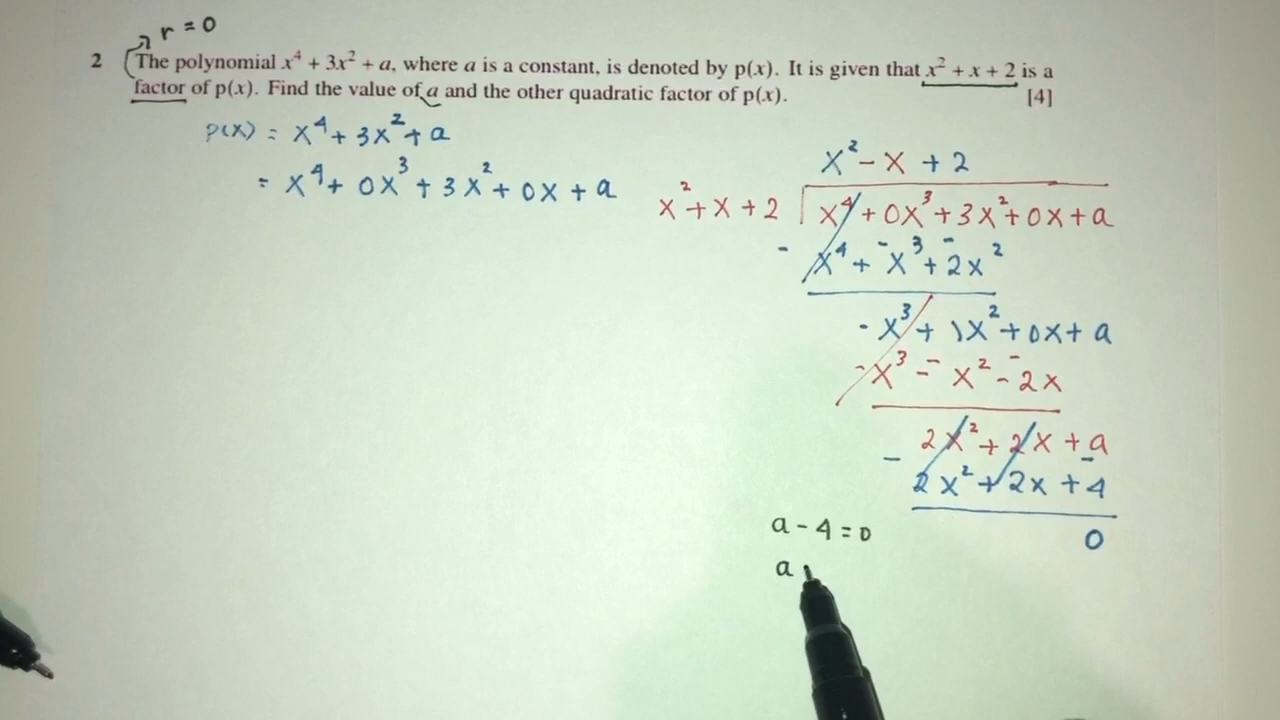 r = 0
2 The polynomial x⁴ + 3x² + a, where a is a constant, is denoted by p(x). It is given that x² + x + 2 is a
factor of p(x). Find the value of a and the other quadratic factor of p(x). [4]
P(x) = x⁴ + 3x² + a
= x⁴ + 0x³ + 3x² + 0x + a
x² - x + 2
x² + x + 2 x⁴ + 0x³ + 3x² + 0x + a
- x⁴ + x³ + 2x²
- x³ + 1x² + 0x + a
- x³ - x² - 2x
2x² + 2x + a
- 2x² + 2x + 4
a - 4 = 0
0
a